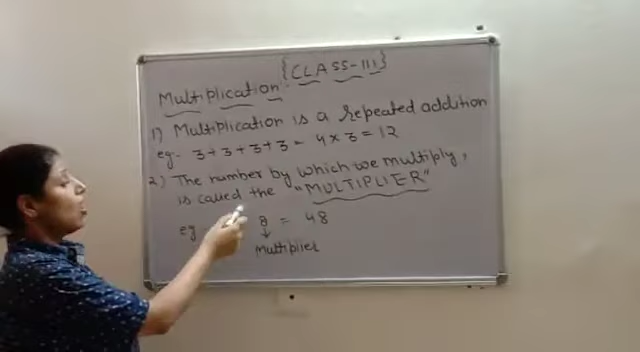 {CLASS-III}
Multiplication:-
1) Multiplication is a repeated addition
eg:- 3+3+3+3 = 4 x 3 = 12
2) The number by which we multiply,
is called the "MULTIPLIER"
eg 8 = 48
Multiplier